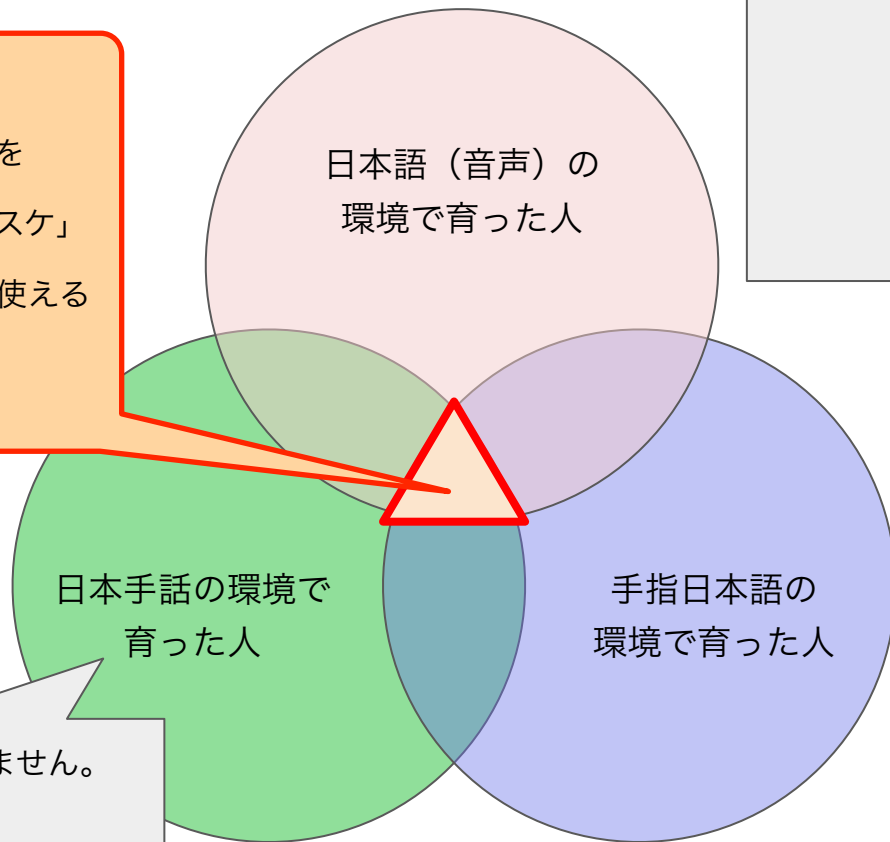 を
スケ」
使える
日本語（音声）の
環境で育った人
日本手話の環境で
育った人
手指日本語の
環境で育った人
ません。